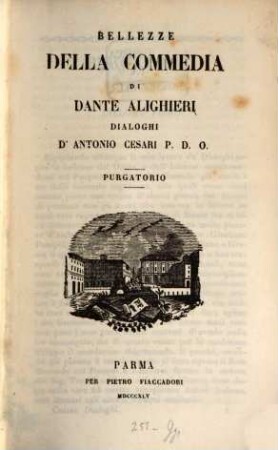 BELLEZZE
DELLA COMMEDIA
DI
DANTE ALIGHIERI
DIALOGHI
D' ANTONIO CESARI P. D. O.
PURGATORIO
PARMA
PER PIETRO FIACCADORI
MDCCCXLV